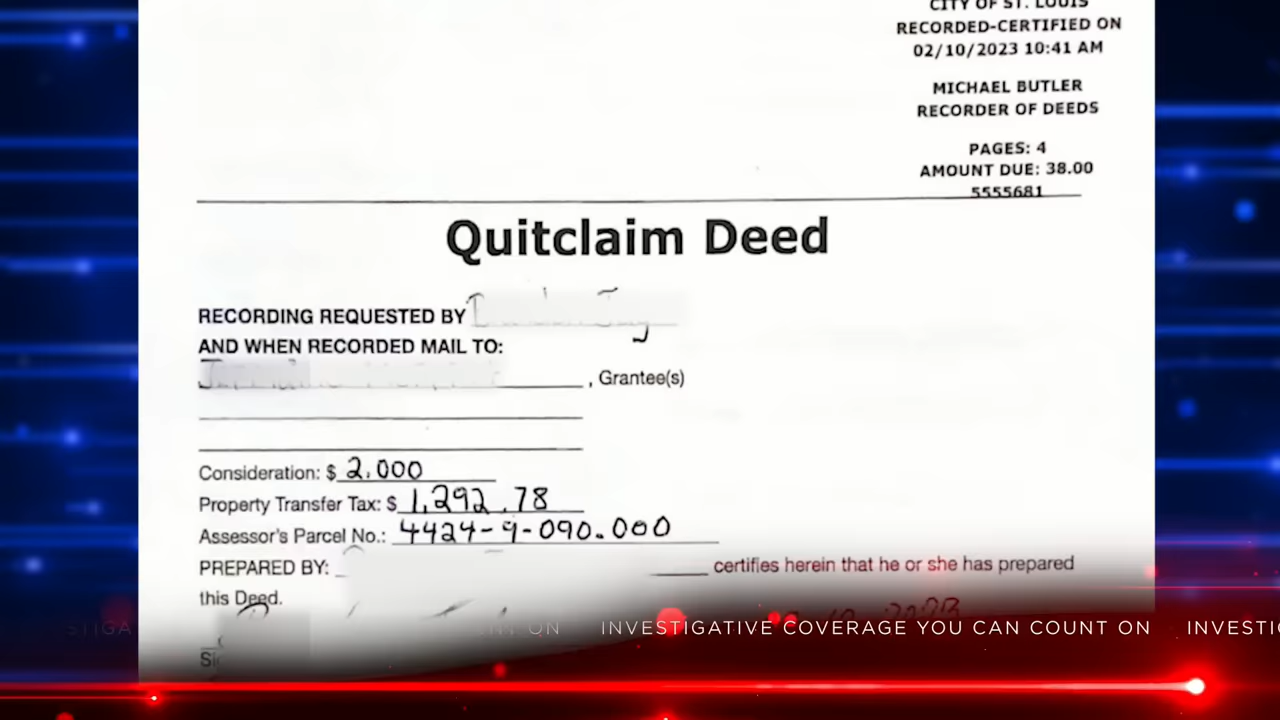 CITY OF ST. LOUIS
RECORDED-CERTIFIED ON
02/10/2023 10:41 AM
MICHAEL BUTLER
RECORDER OF DEEDS
PAGES: 4
AMOUNT DUE: 38.00
5555681
Quitclaim Deed
RECORDING REQUESTED BY
AND WHEN RECORDED MAIL TO:
, Grantee(s)
Consideration: $ 2.000
Property Transfer Tax: $ 1,292.78
Assessor's Parcel No.: 4424-9-090.000
PREPARED BY: certifies herein that he or she has prepared
this Deed.
INVESTIGATIVE COVERAGE YOU CAN COUNT ON